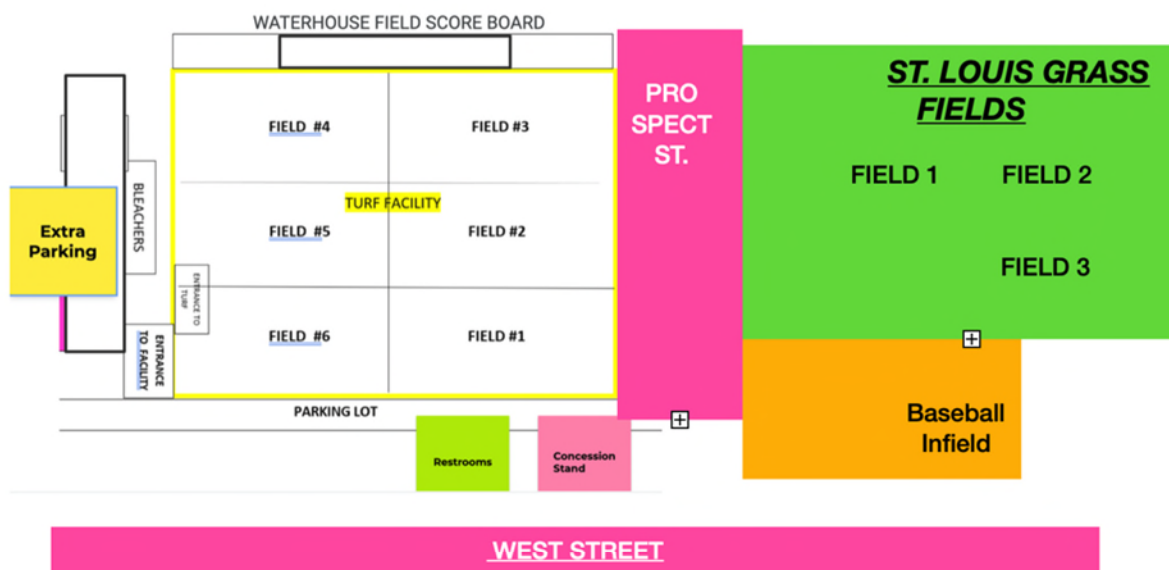 WATERHOUSE FIELD SCORE BOARD
FIELD #4
FIELD #3
TURF FACILITY
FIELD #5
FIELD #2
FIELD #6
FIELD #1
BLEACHERS
Extra
Parking
ENTRANCE TO
TURF
ENTRANCE
TO FACILITY
PARKING LOT
Restrooms
Concession
Stand
PRO
SPECT
ST.
ST. LOUIS GRASS
FIELDS
FIELD 1
FIELD 2
FIELD 3
Baseball
Infield
WEST STREET